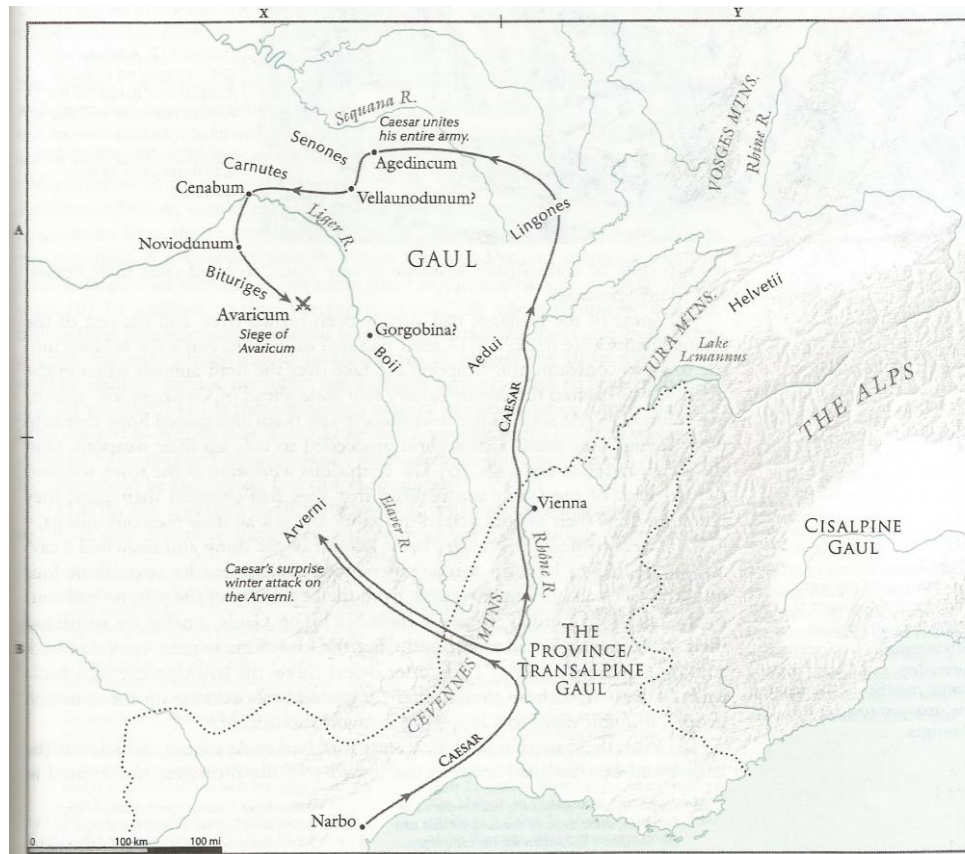 X
Y
A
B
Sequana R.
Caesar unites
his entire army.
Agedincum
Senones
Carnutes
Cenabum
Vellaunodunum?
Liger R.
Lingones
VOSGES MTNS.
Rhine R.
Noviodunum
GAUL
Bituriges
Avaricum
Siege of
Avaricum
Gorgobina?
Boii
Aedui
JURA MTNS.
Helvetii
Lake
Lemannus
THE ALPS
CAESAR
Vienna
Elaver R.
Arverni
Caesar's surprise
winter attack on
the Arverni.
Rhône R.
CISALPINE
GAUL
CEVENNES MTNS.
THE
PROVINCE/
TRANSALPINE
GAUL
CAESAR
Narbo
0 100 km 100 mi